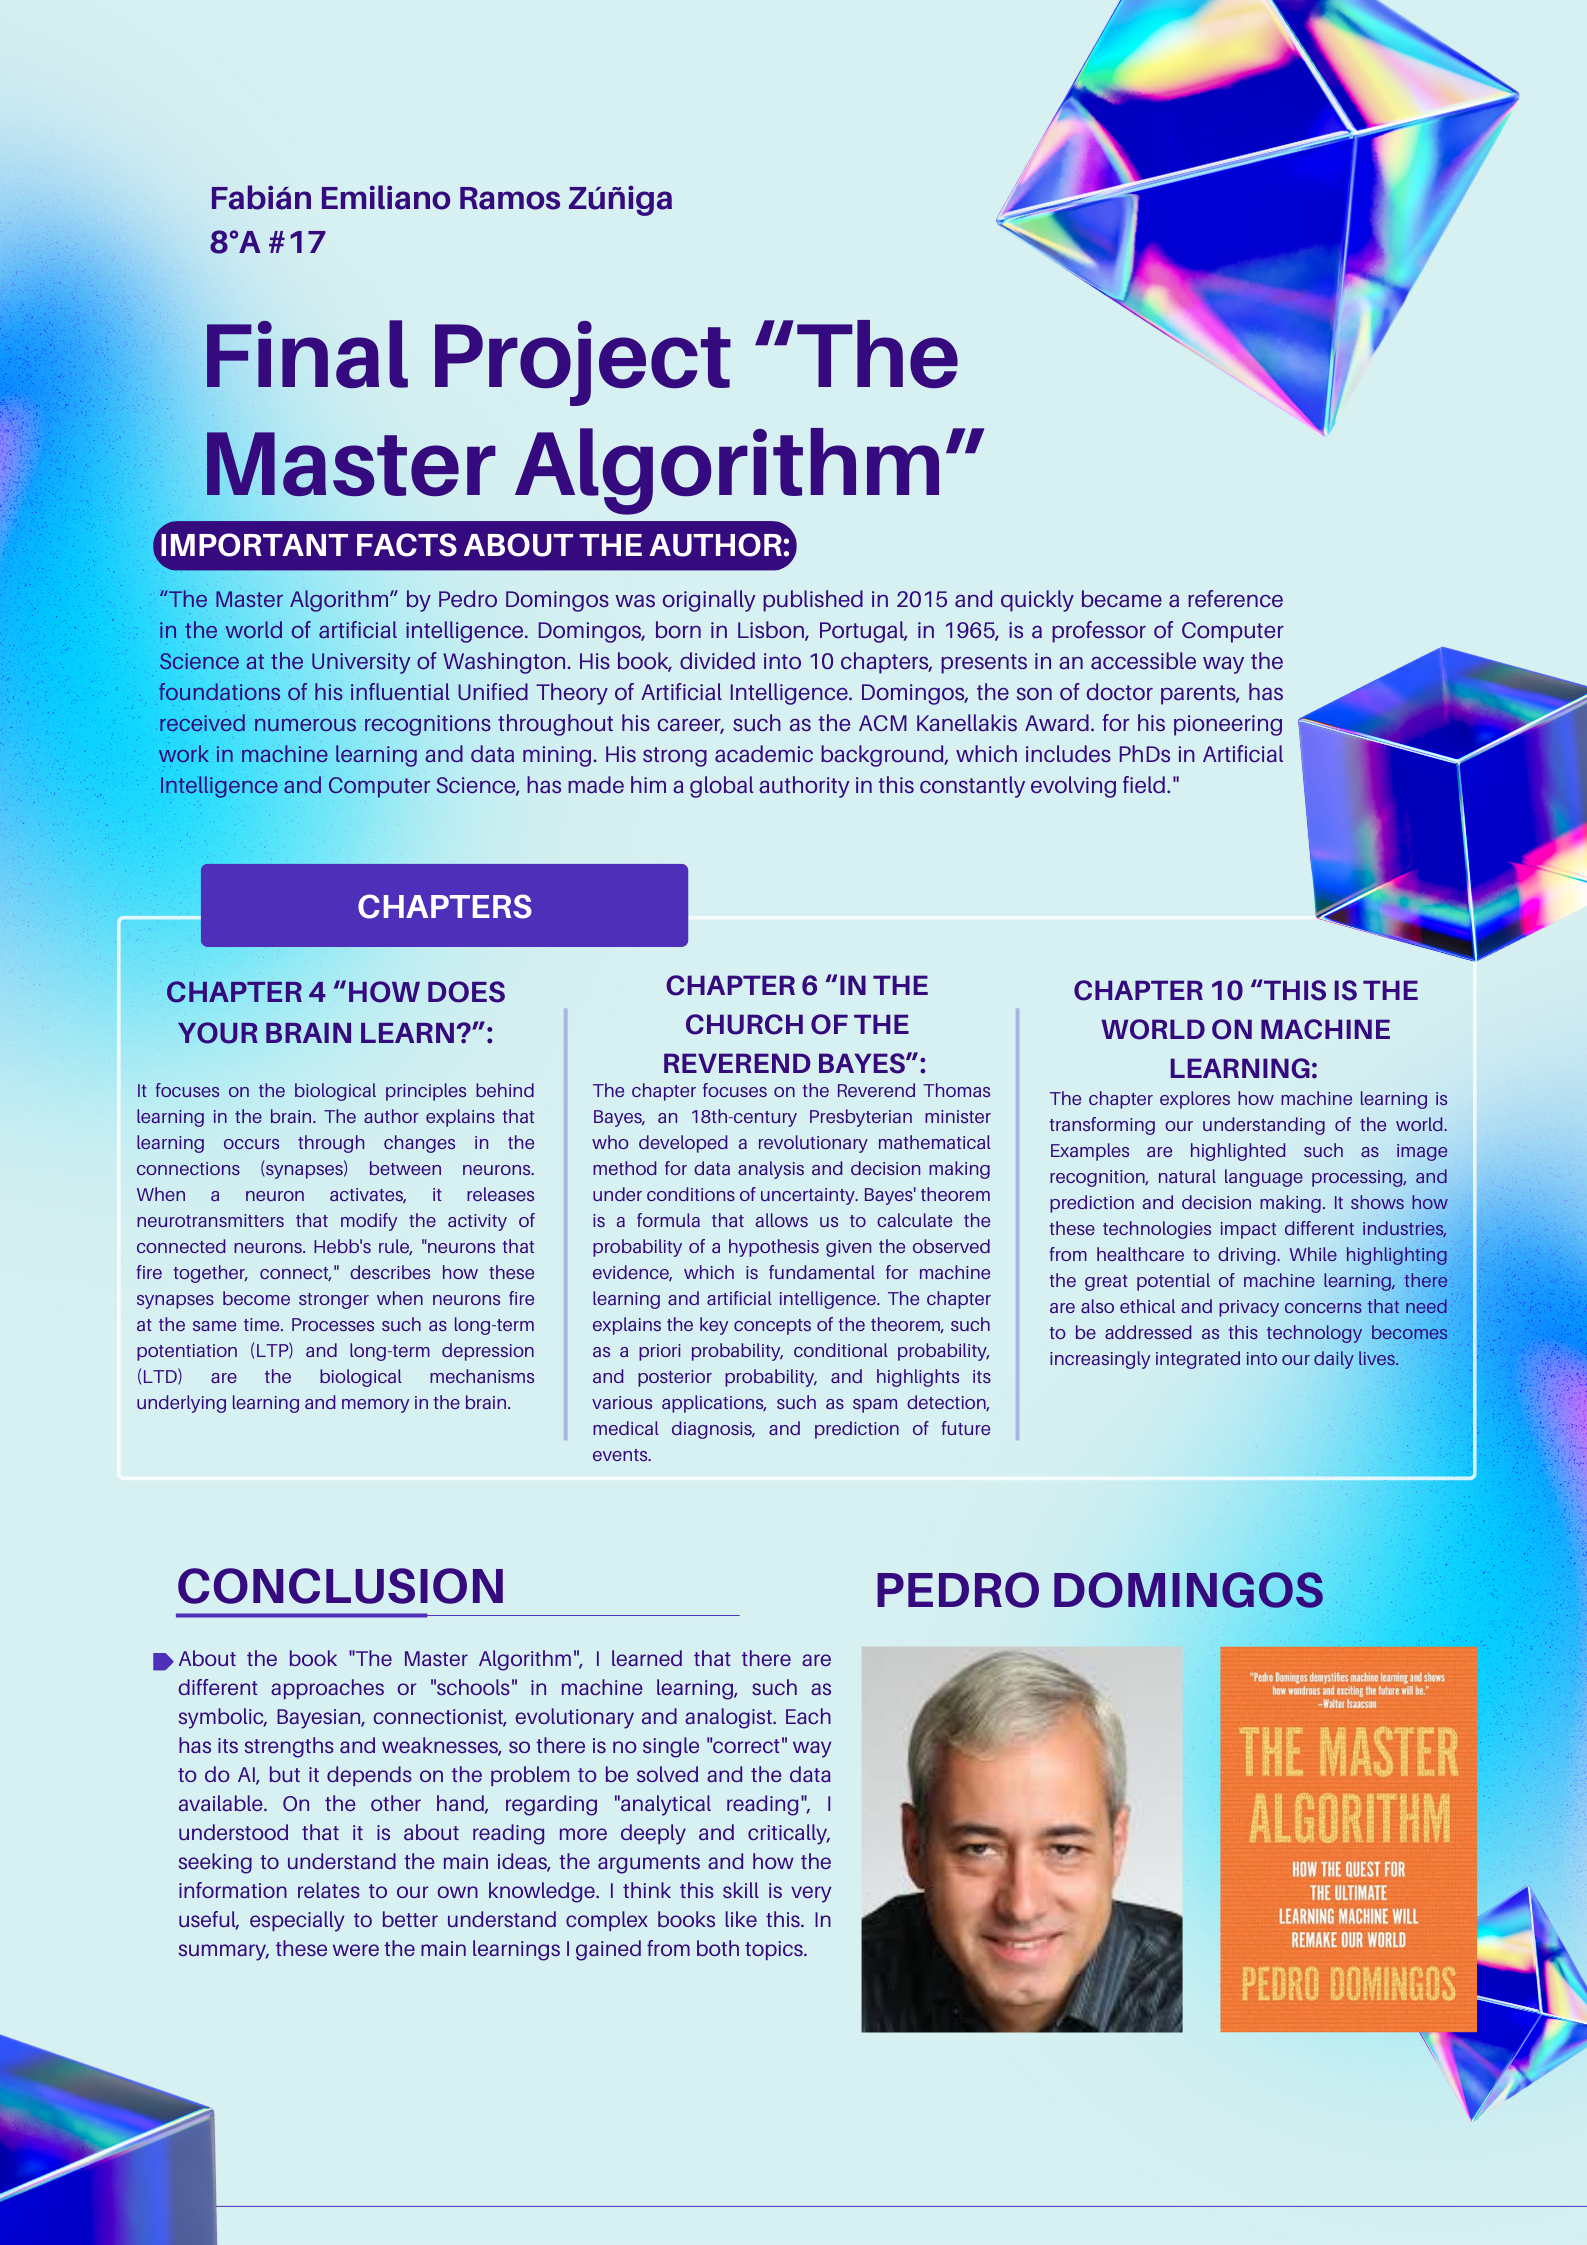 Fabián Emiliano Ramos Zúñiga
8°A #17
Final Project “The
Master Algorithm”
IMPORTANT FACTS ABOUT THE AUTHOR:
“The Master Algorithm” by Pedro Domingos was originally published in 2015 and quickly became a reference
in the world of artificial intelligence. Domingos, born in Lisbon, Portugal, in 1965, is a professor of Computer
Science at the University of Washington. His book, divided into 10 chapters, presents in an accessible way the
foundations of his influential Unified Theory of Artificial Intelligence. Domingos, the son of doctor parents, has
received numerous recognitions throughout his career, such as the ACM Kanellakis Award. for his pioneering
work in machine learning and data mining. His strong academic background, which includes PhDs in Artificial
Intelligence and Computer Science, has made him a global authority in this constantly evolving field."
CHAPTERS
CHAPTER 4 “HOW DOES
YOUR BRAIN LEARN?”:
It focuses on the biological principles behind
learning in the brain. The author explains that
learning occurs through changes in the
connections (synapses) between neurons.
When a neuron activates, it releases
neurotransmitters that modify the activity of
connected neurons. Hebb's rule, "neurons that
fire together, connect," describes how these
synapses become stronger when neurons fire
at the same time. Processes such as long-term
potentiation (LTP) and long-term depression
(LTD) are the biological mechanisms
underlying learning and memory in the brain.
CHAPTER 6 “IN THE
CHURCH OF THE
REVEREND BAYES”:
The chapter focuses on the Reverend Thomas
Bayes, an 18th-century Presbyterian minister
who developed a revolutionary mathematical
method for data analysis and decision making
under conditions of uncertainty. Bayes' theorem
is a formula that allows us to calculate the
probability of a hypothesis given the observed
evidence, which is fundamental for machine
learning and artificial intelligence. The chapter
explains the key concepts of the theorem, such
as a priori probability, conditional probability,
and posterior probability, and highlights its
various applications, such as spam detection,
medical diagnosis, and prediction of future
events.
CHAPTER 10 “THIS IS THE
WORLD ON MACHINE
LEARNING:
The chapter explores how machine learning is
transforming our understanding of the world.
Examples are highlighted such as image
recognition, natural language processing, and
prediction and decision making. It shows how
these technologies impact different industries,
from healthcare to driving. While highlighting
the great potential of machine learning, there
are also ethical and privacy concerns that need
to be addressed as this technology becomes
increasingly integrated into our daily lives.
CONCLUSION
About the book "The Master Algorithm", I learned that there are
different approaches or "schools" in machine learning, such as
symbolic, Bayesian, connectionist, evolutionary and analogist. Each
has its strengths and weaknesses, so there is no single "correct" way
to do AI, but it depends on the problem to be solved and the data
available. On the other hand, regarding "analytical reading", I
understood that it is about reading more deeply and critically,
seeking to understand the main ideas, the arguments and how the
information relates to our own knowledge. I think this skill is very
useful, especially to better understand complex books like this. In
summary, these were the main learnings I gained from both topics.
PEDRO DOMINGOS
"Pedro Domingos demystifies machine learning and shows
how wondrous and exciting the future will be."
—Walter Isaacson
THE MASTER
ALGORITHM
HOW THE QUEST FOR
THE ULTIMATE
LEARNING MACHINE WILL
REMAKE OUR WORLD
PEDRO DOMINGOS